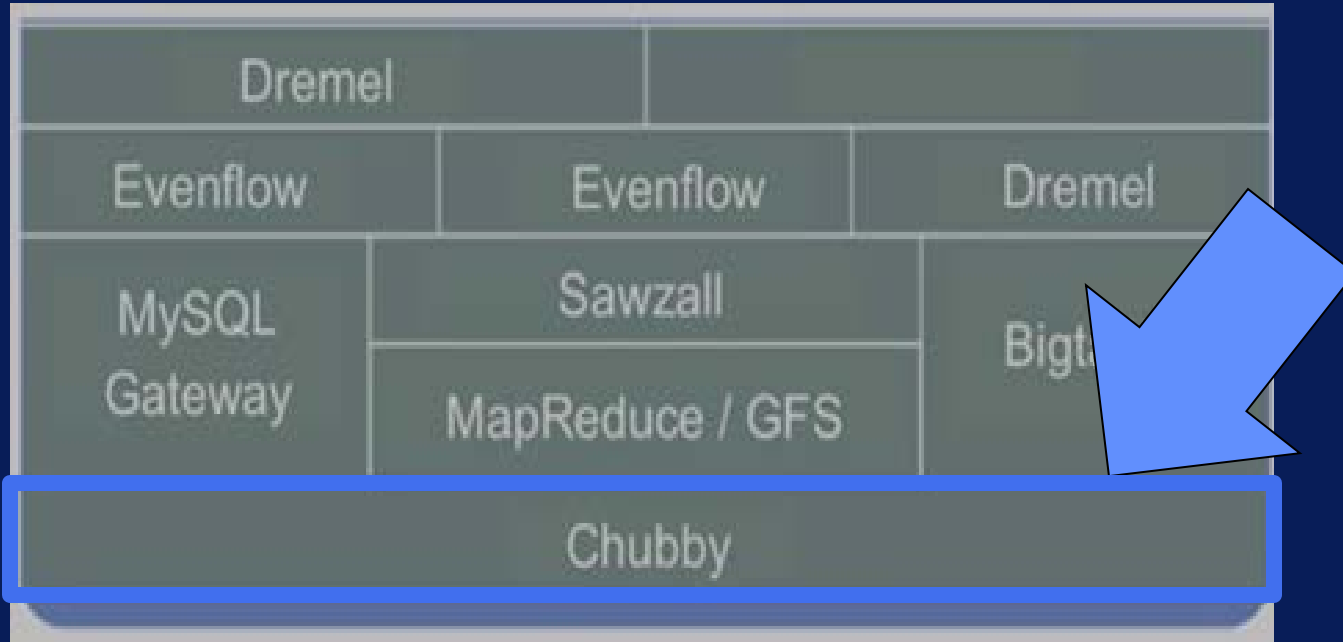 Dremel
Evenflow
Evenflow
Dremel
MySQL
Gateway
Sawzall
MapReduce / GFS
Chubby